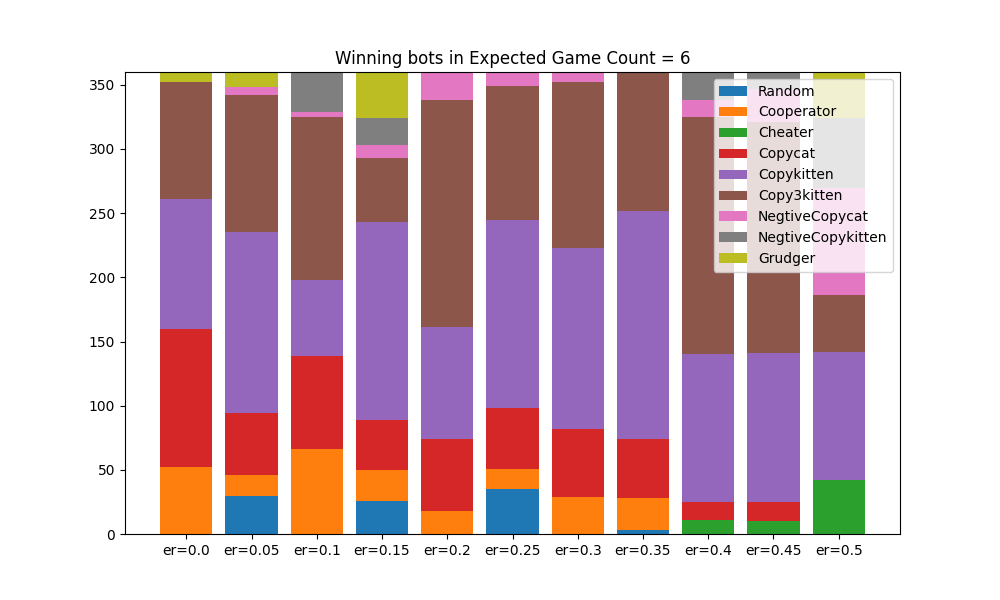 Winning bots in Expected Game Count = 6
350
300
250
200
150
100
50
0
Random
Cooperator
Cheater
Copycat
Copykitten
Copy3kitten
NegtiveCopycat
NegtiveCopykitten
Grudger
er=0.0 er=0.05 er=0.1 er=0.15 er=0.2 er=0.25 er=0.3 er=0.35 er=0.4 er=0.45 er=0.5